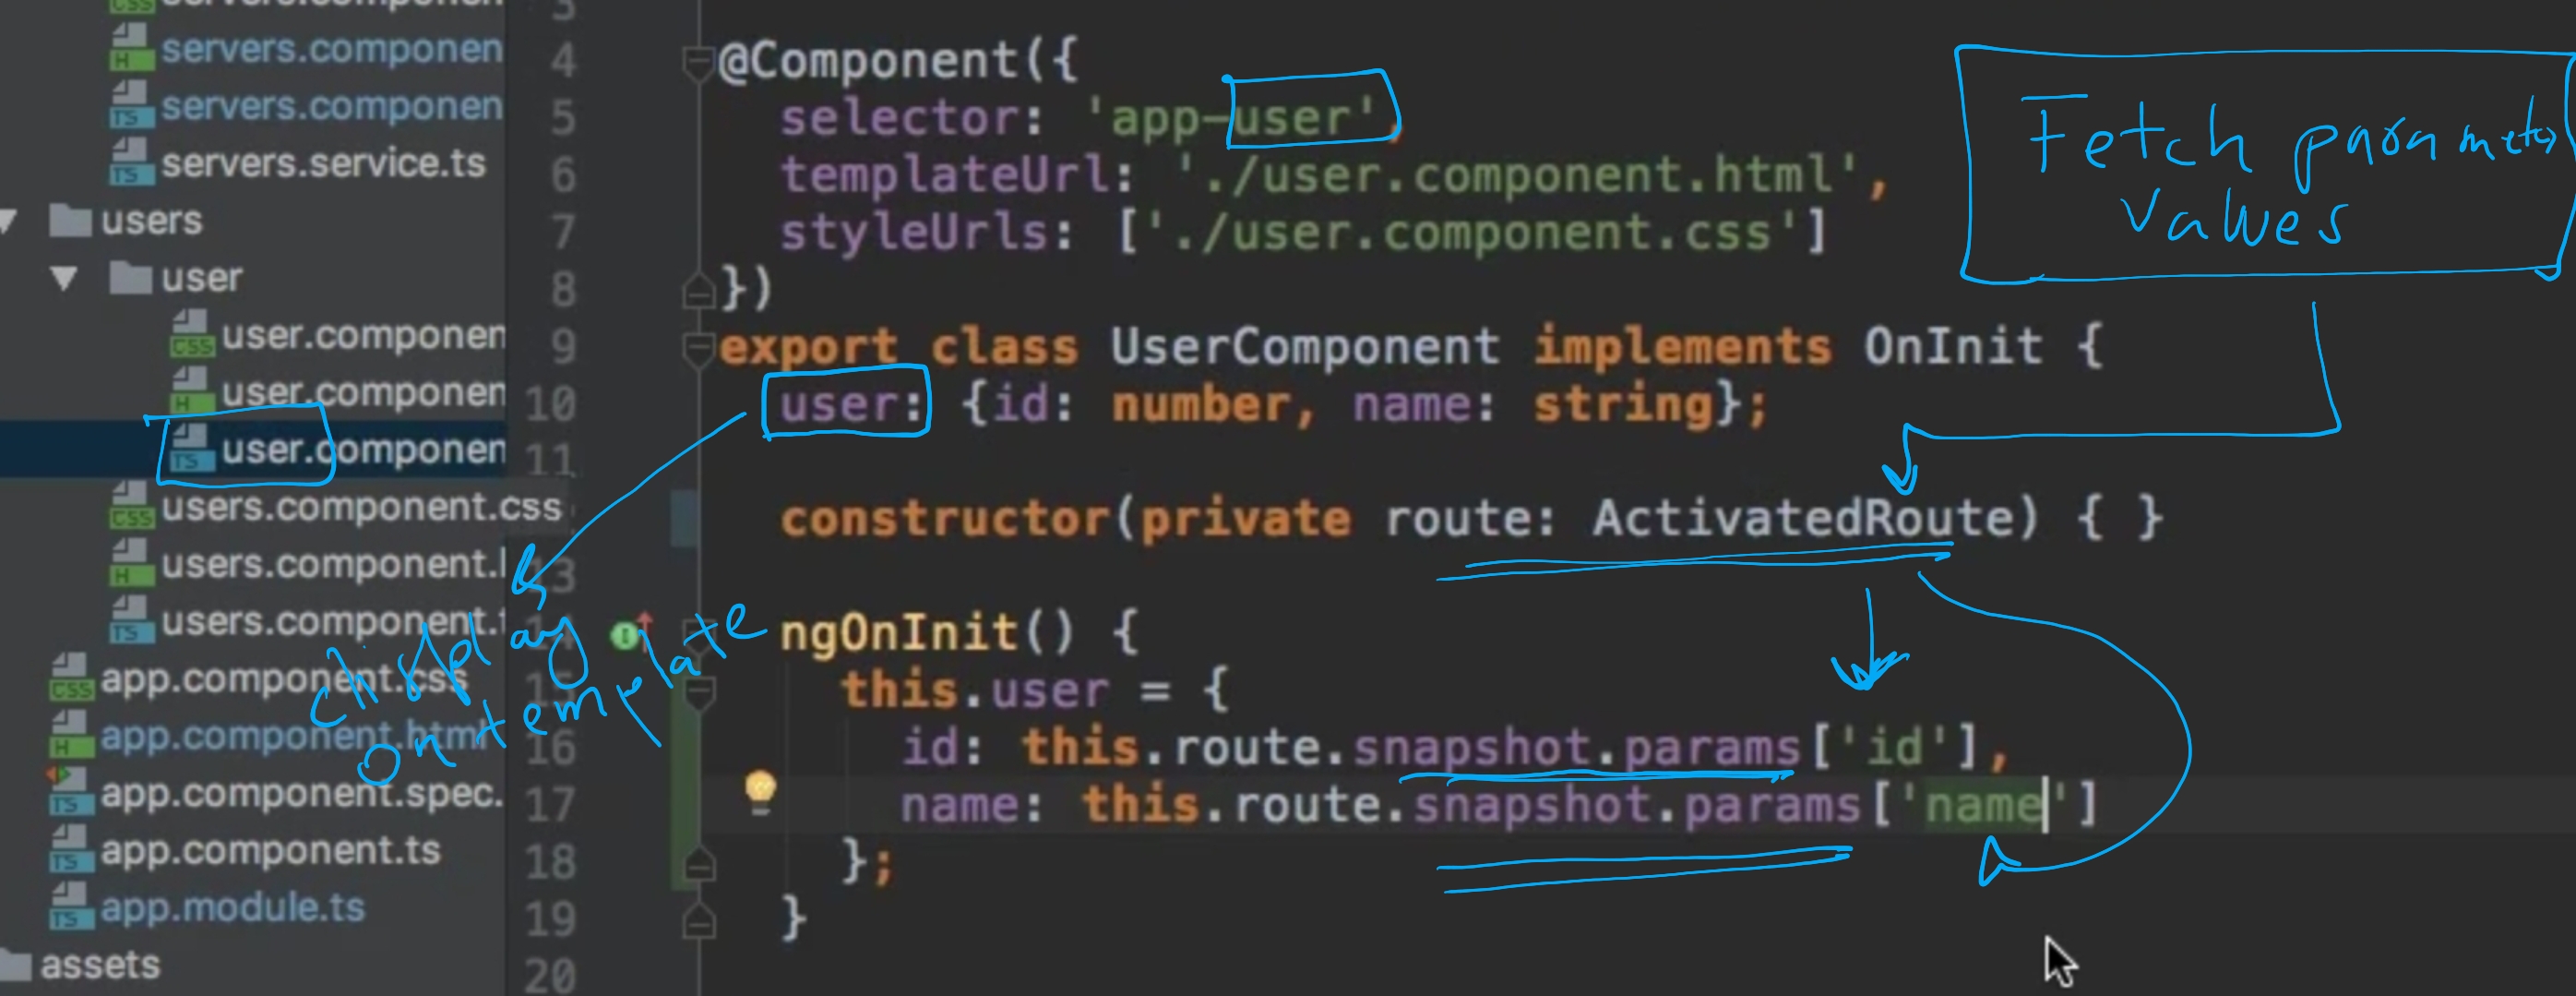 servers.componen
servers.componen
servers.componen
servers.service.ts
users
user
user.componen
user.componen
user.componen
users.component.css
users.component.
users.component.
app.component.css
app.component.html
app.component.spec.
app.component.ts
app.module.ts
assets
3
4 @Component({
5 selector: 'app-user',
6 templateUrl: './user.component.html',
7 styleUrls: ['./user.component.css']
8 })
9 export class UserComponent implements OnInit {
10 user: {id: number, name: string};
11
constructor(private route: ActivatedRoute) { }
13
14 ngOnInit() {
15 this.user = {
16 id: this.route.snapshot.params['id'],
17 name: this.route.snapshot.params['name']
18 };
19 }
20
Fetch parameter
Values
display
on template